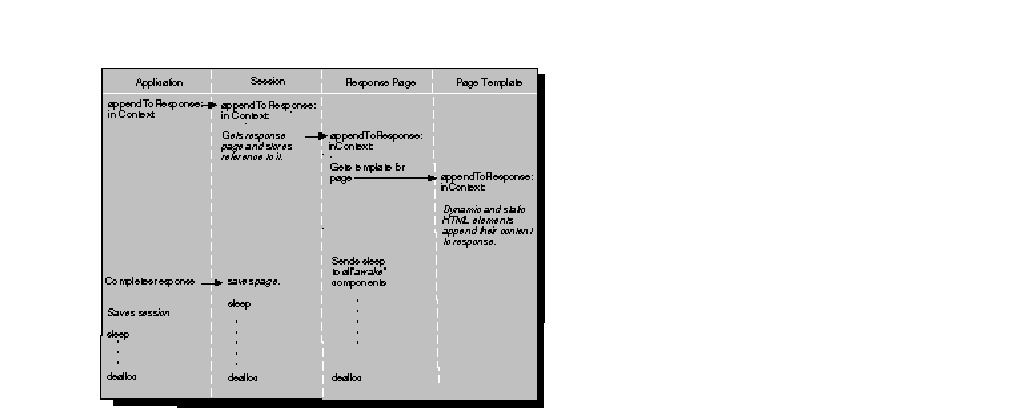 Application
Session
Response Page
Page Template
appendToResponse:
inContext:
appendToResponse:
inContext:
Gets response
page and stores
reference to it.
appendToResponse:
inContext:
Gets template for
page
appendToResponse:
inContext:
Dynamic and static
HTML elements
append their content
to response.
Sends sleep
to all "awake"
components
Completes response
saves page.
Saves session
sleep
sleep
dealloc
dealloc
dealloc